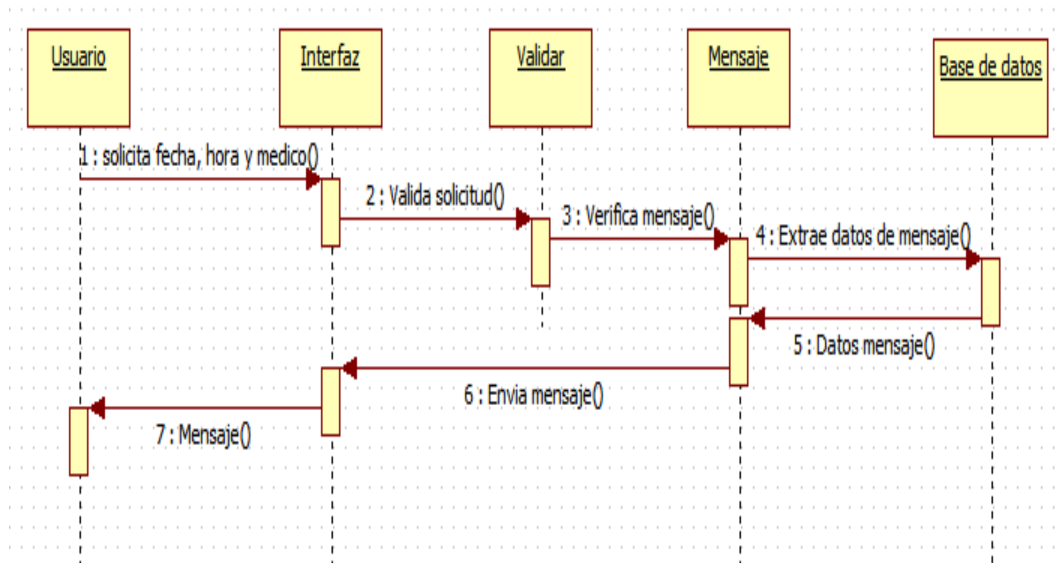 Usuario
Interfaz
Validar
Mensaje
Base de datos
1 : solicita fecha, hora y medico()
2 : Valida solicitud()
3 : Verifica mensaje()
4 : Extrae datos de mensaje()
5 : Datos mensaje()
6 : Envia mensaje()
7 : Mensaje()